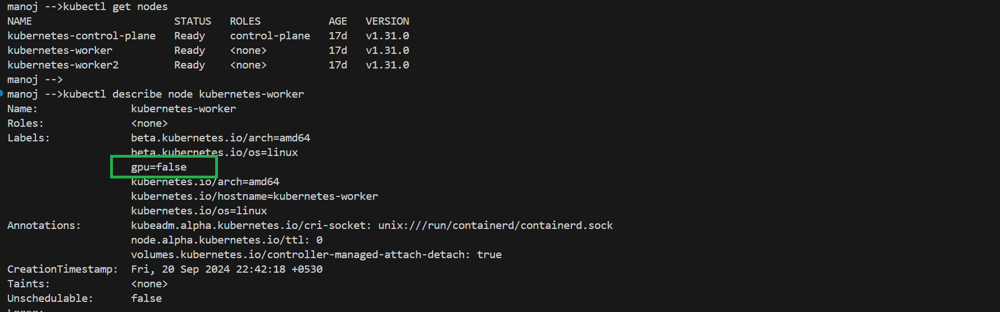 manoj -->kubectl get nodes
NAME STATUS ROLES AGE VERSION
kubernetes-control-plane Ready control-plane 17d v1.31.0
kubernetes-worker Ready <none> 17d v1.31.0
kubernetes-worker2 Ready <none> 17d v1.31.0
manoj -->
manoj -->kubectl describe node kubernetes-worker
Name: kubernetes-worker
Roles: <none>
Labels: beta.kubernetes.io/arch=amd64
beta.kubernetes.io/os=linux
gpu=false
kubernetes.io/arch=amd64
kubernetes.io/hostname=kubernetes-worker
kubernetes.io/os=linux
Annotations: kubeadm.alpha.kubernetes.io/cri-socket: unix:///run/containerd/containerd.sock
node.alpha.kubernetes.io/ttl: 0
volumes.kubernetes.io/controller-managed-attach-detach: true
CreationTimestamp: Fri, 20 Sep 2024 22:42:18 +0530
Taints: <none>
Unschedulable: false